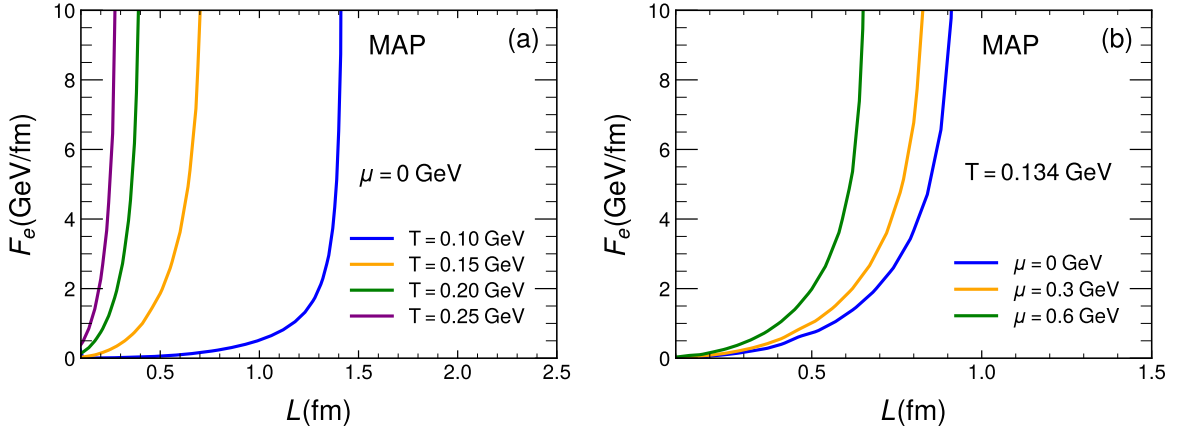 MAP
(a)
μ = 0 GeV
T = 0.10 GeV
T = 0.15 GeV
T = 0.20 GeV
T = 0.25 GeV
F_e(GeV/fm)
10
8
6
4
2
0
0.5
1.0
1.5
2.0
2.5
L(fm)
MAP
(b)
T = 0.134 GeV
μ = 0 GeV
μ = 0.3 GeV
μ = 0.6 GeV
F_e(GeV/fm)
10
8
6
4
2
0
0.5
1.0
1.5
L(fm)